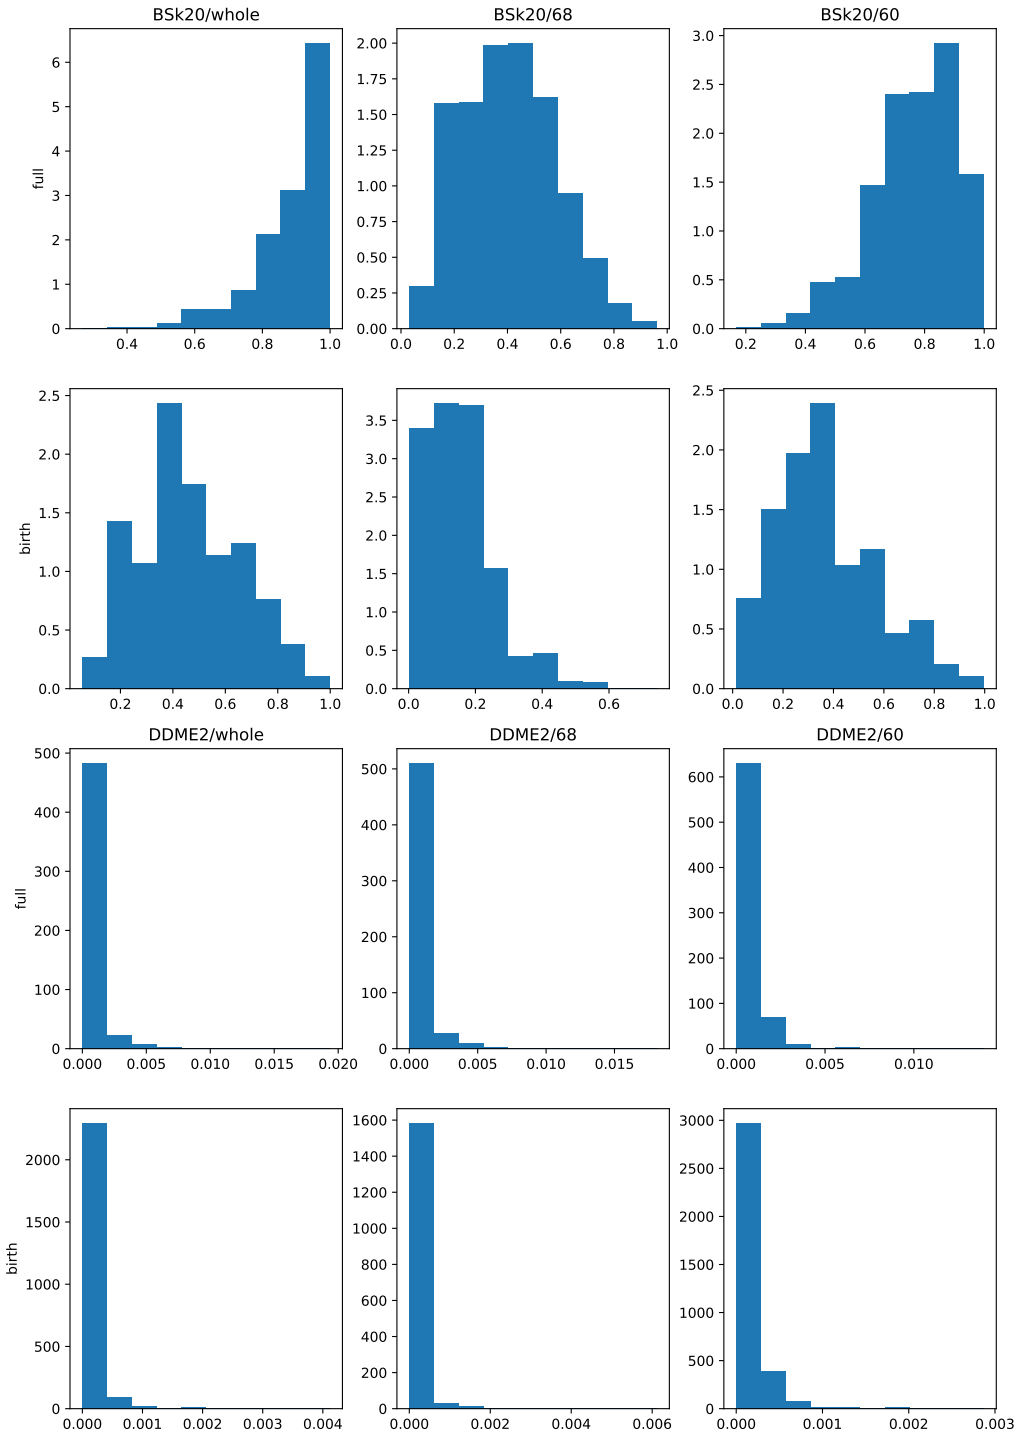 BSk20/whole BSk20/68 BSk20/60
6 2.00 3.0
5 1.75 2.5
4 1.50 2.0
3 1.25 1.5
2 1.00 1.0
1 0.75 0.5
0 0.50 0.0
0.25
0.00
full
0.4 0.6 0.8 1.0 0.0 0.2 0.4 0.6 0.8 1.0 0.2 0.4 0.6 0.8 1.0
2.5 3.5 2.5
2.0 3.0 2.0
1.5 2.5 1.5
1.0 2.0 1.0
0.5 1.5 0.5
0.0 1.0 0.0
0.5
0.0
birth
0.2 0.4 0.6 0.8 1.0 0.0 0.2 0.4 0.6 0.0 0.2 0.4 0.6 0.8 1.0
DDME2/whole DDME2/68 DDME2/60
500 500 600
400 400 500
300 300 400
200 200 300
100 100 200
0 0 100
0
full
0.000 0.005 0.010 0.015 0.020 0.000 0.005 0.010 0.015 0.000 0.005 0.010
2000 1600 3000
1500 1400 2500
1000 1200 2000
500 1000 1500
0 800 1000
600 500
400 0
200
0
birth
0.000 0.001 0.002 0.003 0.004 0.000 0.002 0.004 0.006 0.000 0.001 0.002 0.003